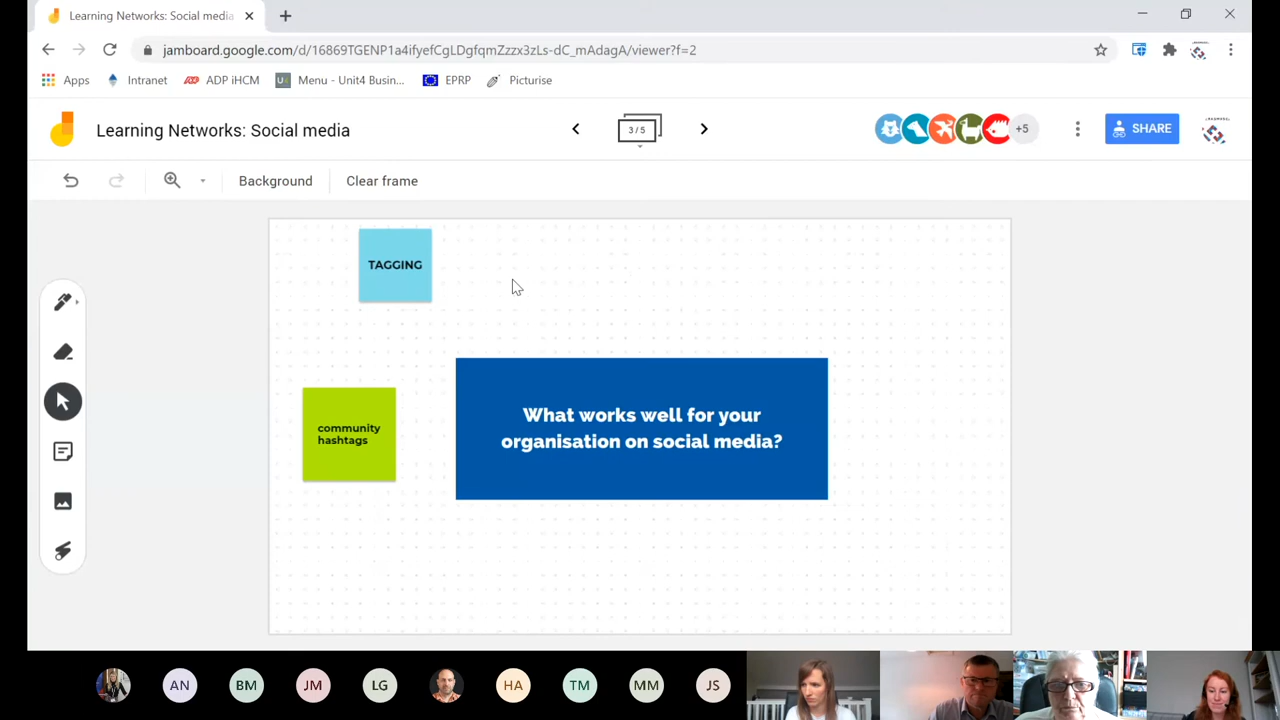 Learning Networks: Social media
jamboard.google.com/d/16869TGENP1a4ifyefCqLDgfqmZzzx3zLs-dC_mAdagA/viewer?f=2
Apps Intranet ADP iHCM Menu - Unit4 Busin... EPRP Picturise
Learning Networks: Social media
3 / 5
+5
SHARE
Background Clear frame
TAGGING
community
hashtags
What works well for your
organisation on social media?
AN BM JM LG HA TM MM JS